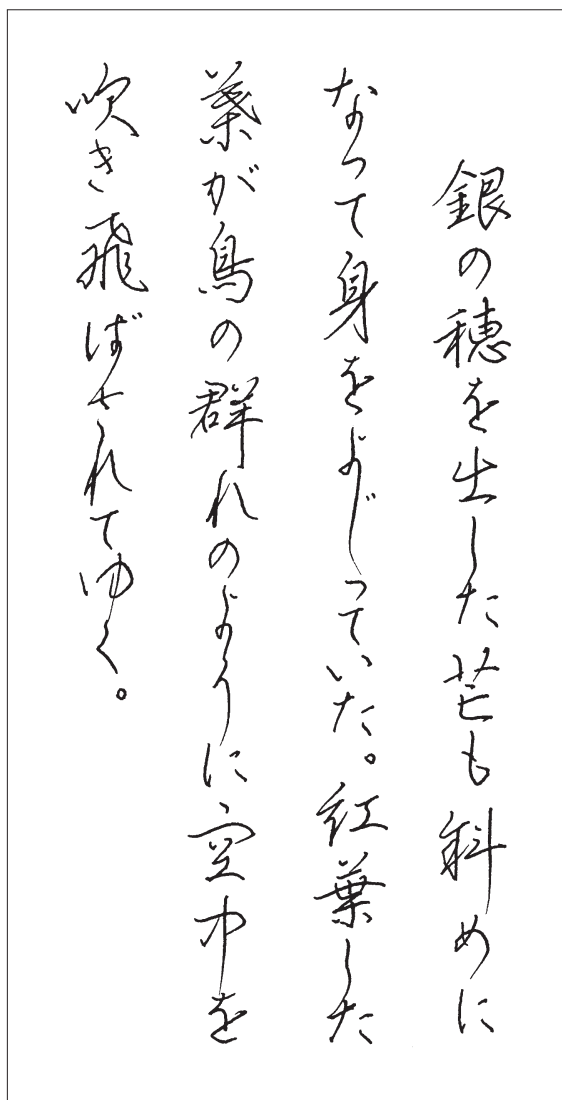 銀の穂を出した芒も斜めに
なって身をよじっていた。紅葉した
葉が鳥の群れのように空中を
吹き飛ばされてゆく。